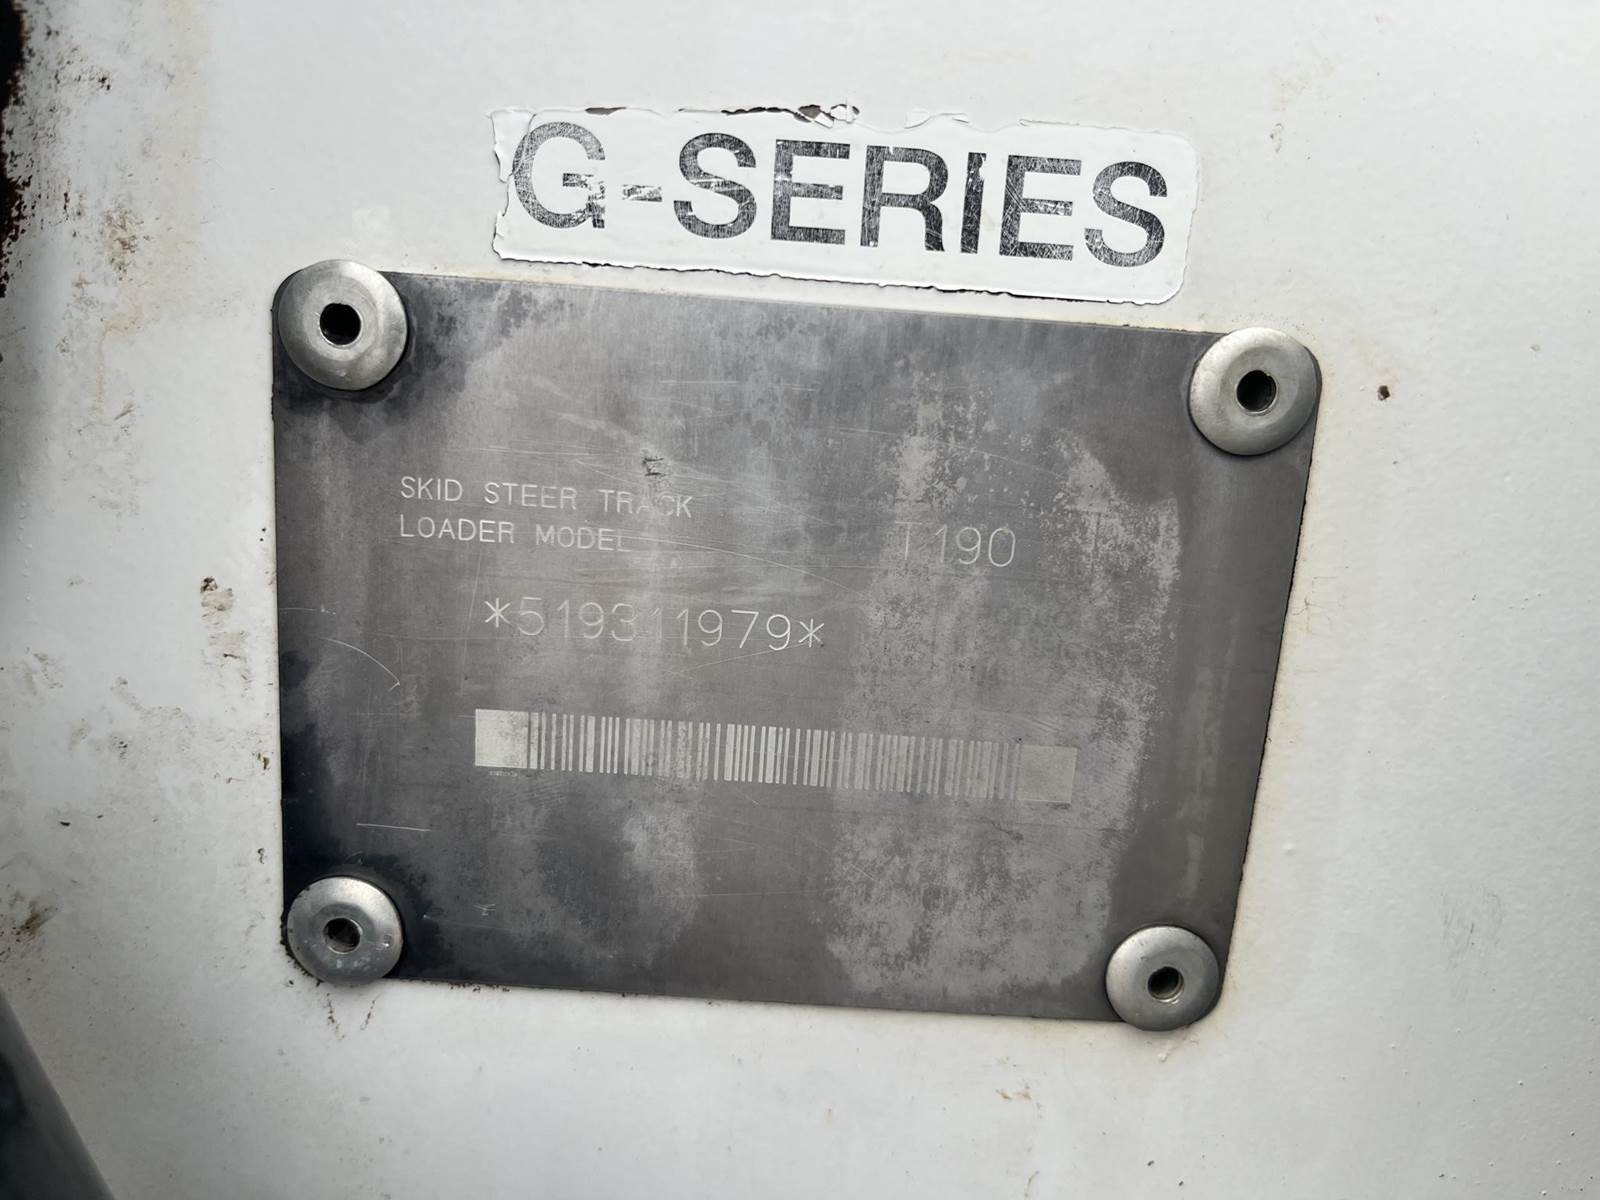 G-SERIES
SKID STEER TRACK
LOADER MODEL T190
*519311979*